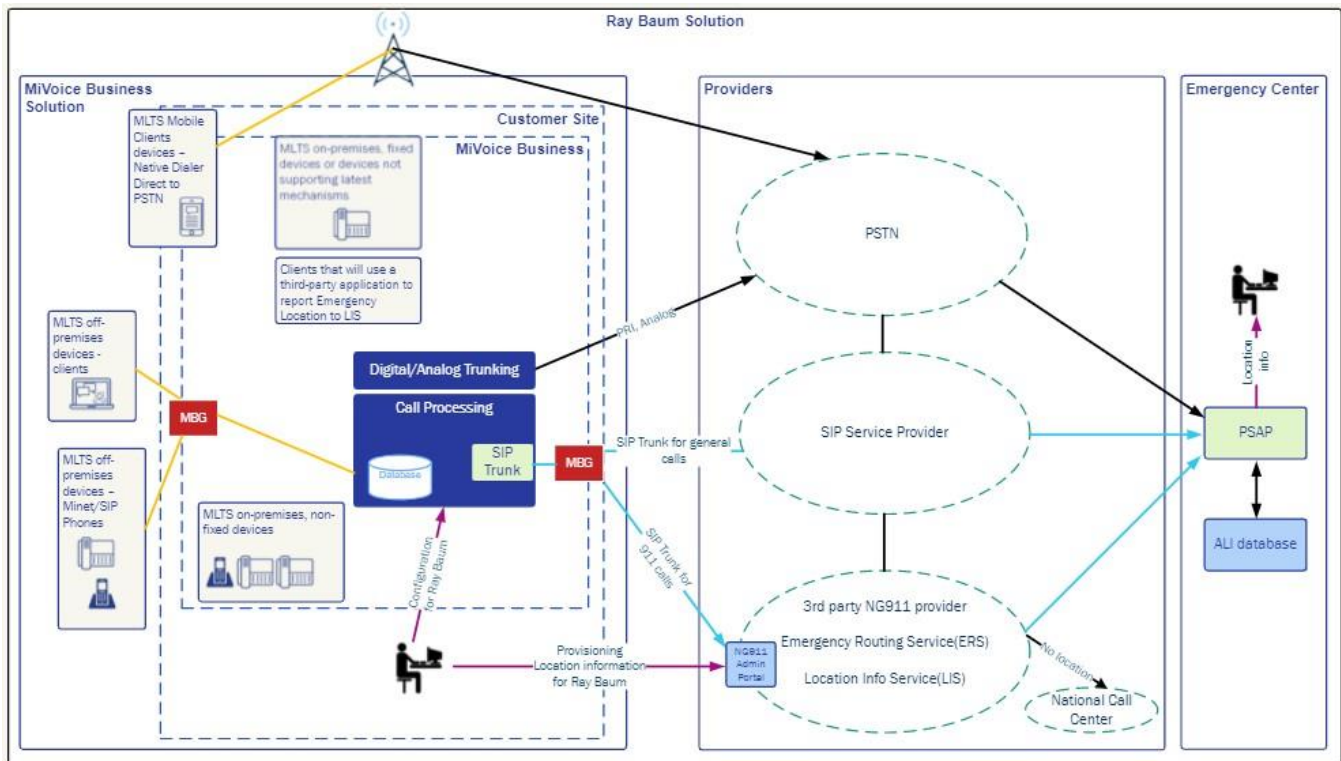 Ray Baum Solution
MiVoice Business
Solution
MLTS Mobile
Clients
devices –
Native Dialer
Direct to
PSTN
Customer Site
MiVoice Business
MLTS on-premises, fixed
devices or devices not
supporting latest
mechanisms
Clients that will use a
third-party application to
report Emergency
Location to LIS
MLTS off-
premises
devices -
clients
MBG
MLTS off-
premises
devices –
Minet/SIP
Phones
Digital/Analog Trunking
Call Processing
Database
SIP
Trunk
MBG
MLTS on-premises, non-
fixed devices
Configuration
for Ray Baum
PRI, Analog
SIP Trunk for general
calls
SIP Trunk for
911 calls
Provisioning
Location information
for Ray Baum
Providers
PSTN
SIP Service Provider
3rd party NG911 provider
Emergency Routing Service(ERS)
Location Info Service(LIS)
NG911
Admin
Portal
No location
National Call
Center
Emergency Center
Location
info
PSAP
ALI database